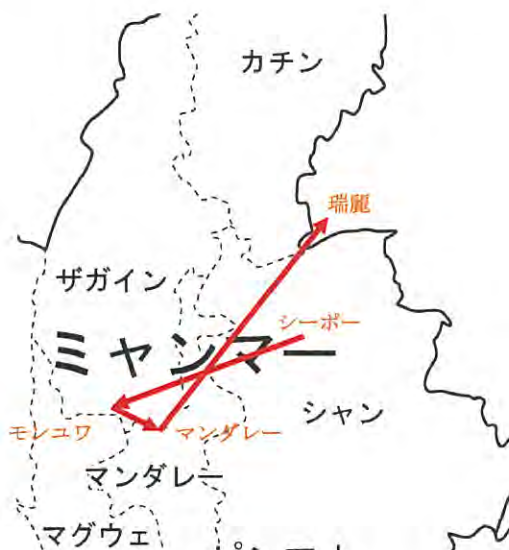 カチン
瑞麗
ザガイン
シーポー
ミャンマー
シャン
モンユワ
マンダレー
マンダレー
マグウェ